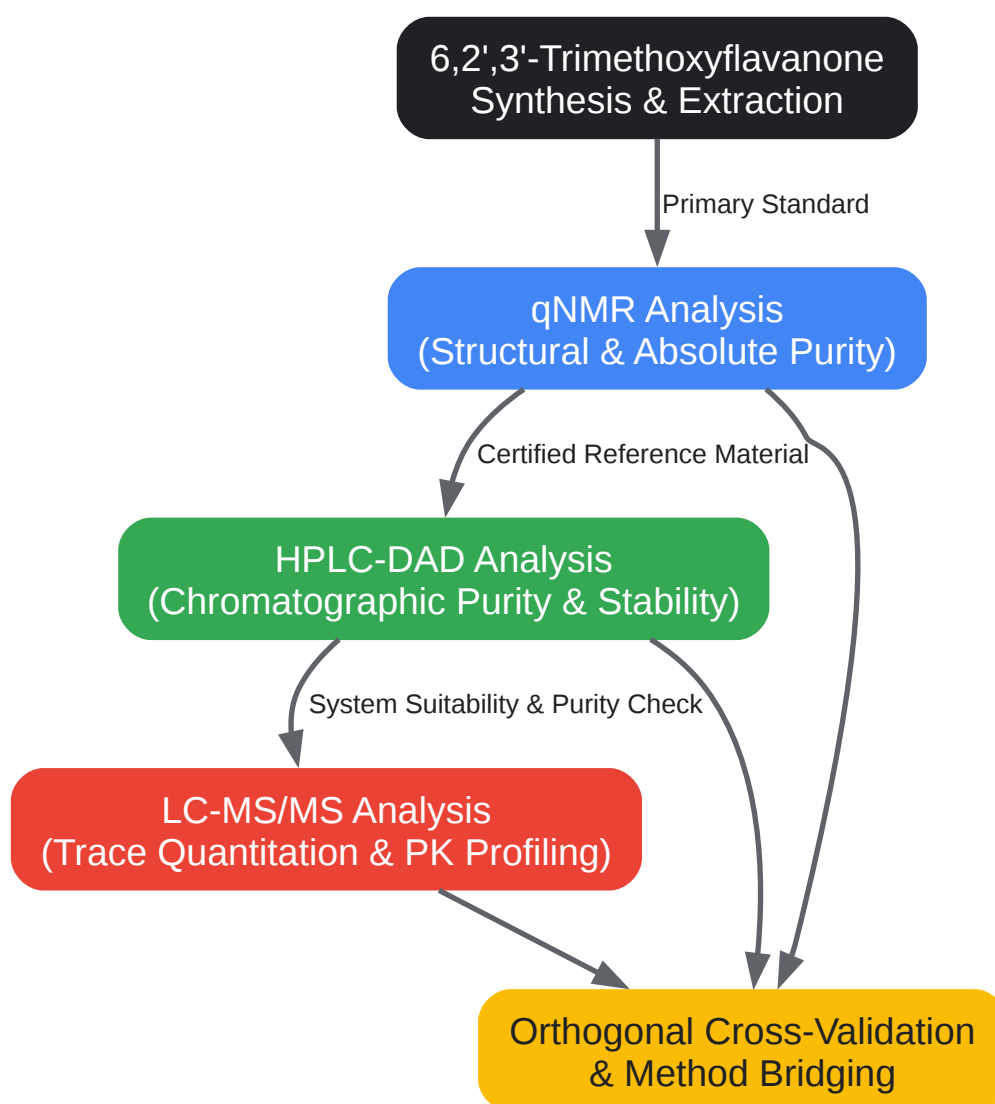 6,2',3'-Trimethoxyflavanone
Synthesis & Extraction
Primary Standard
qNMR Analysis
(Structural & Absolute Purity)
Certified Reference Material
HPLC-DAD Analysis
(Chromatographic Purity & Stability)
System Suitability & Purity Check
LC-MS/MS Analysis
(Trace Quantitation & PK Profiling)
Orthogonal Cross-Validation
& Method Bridging